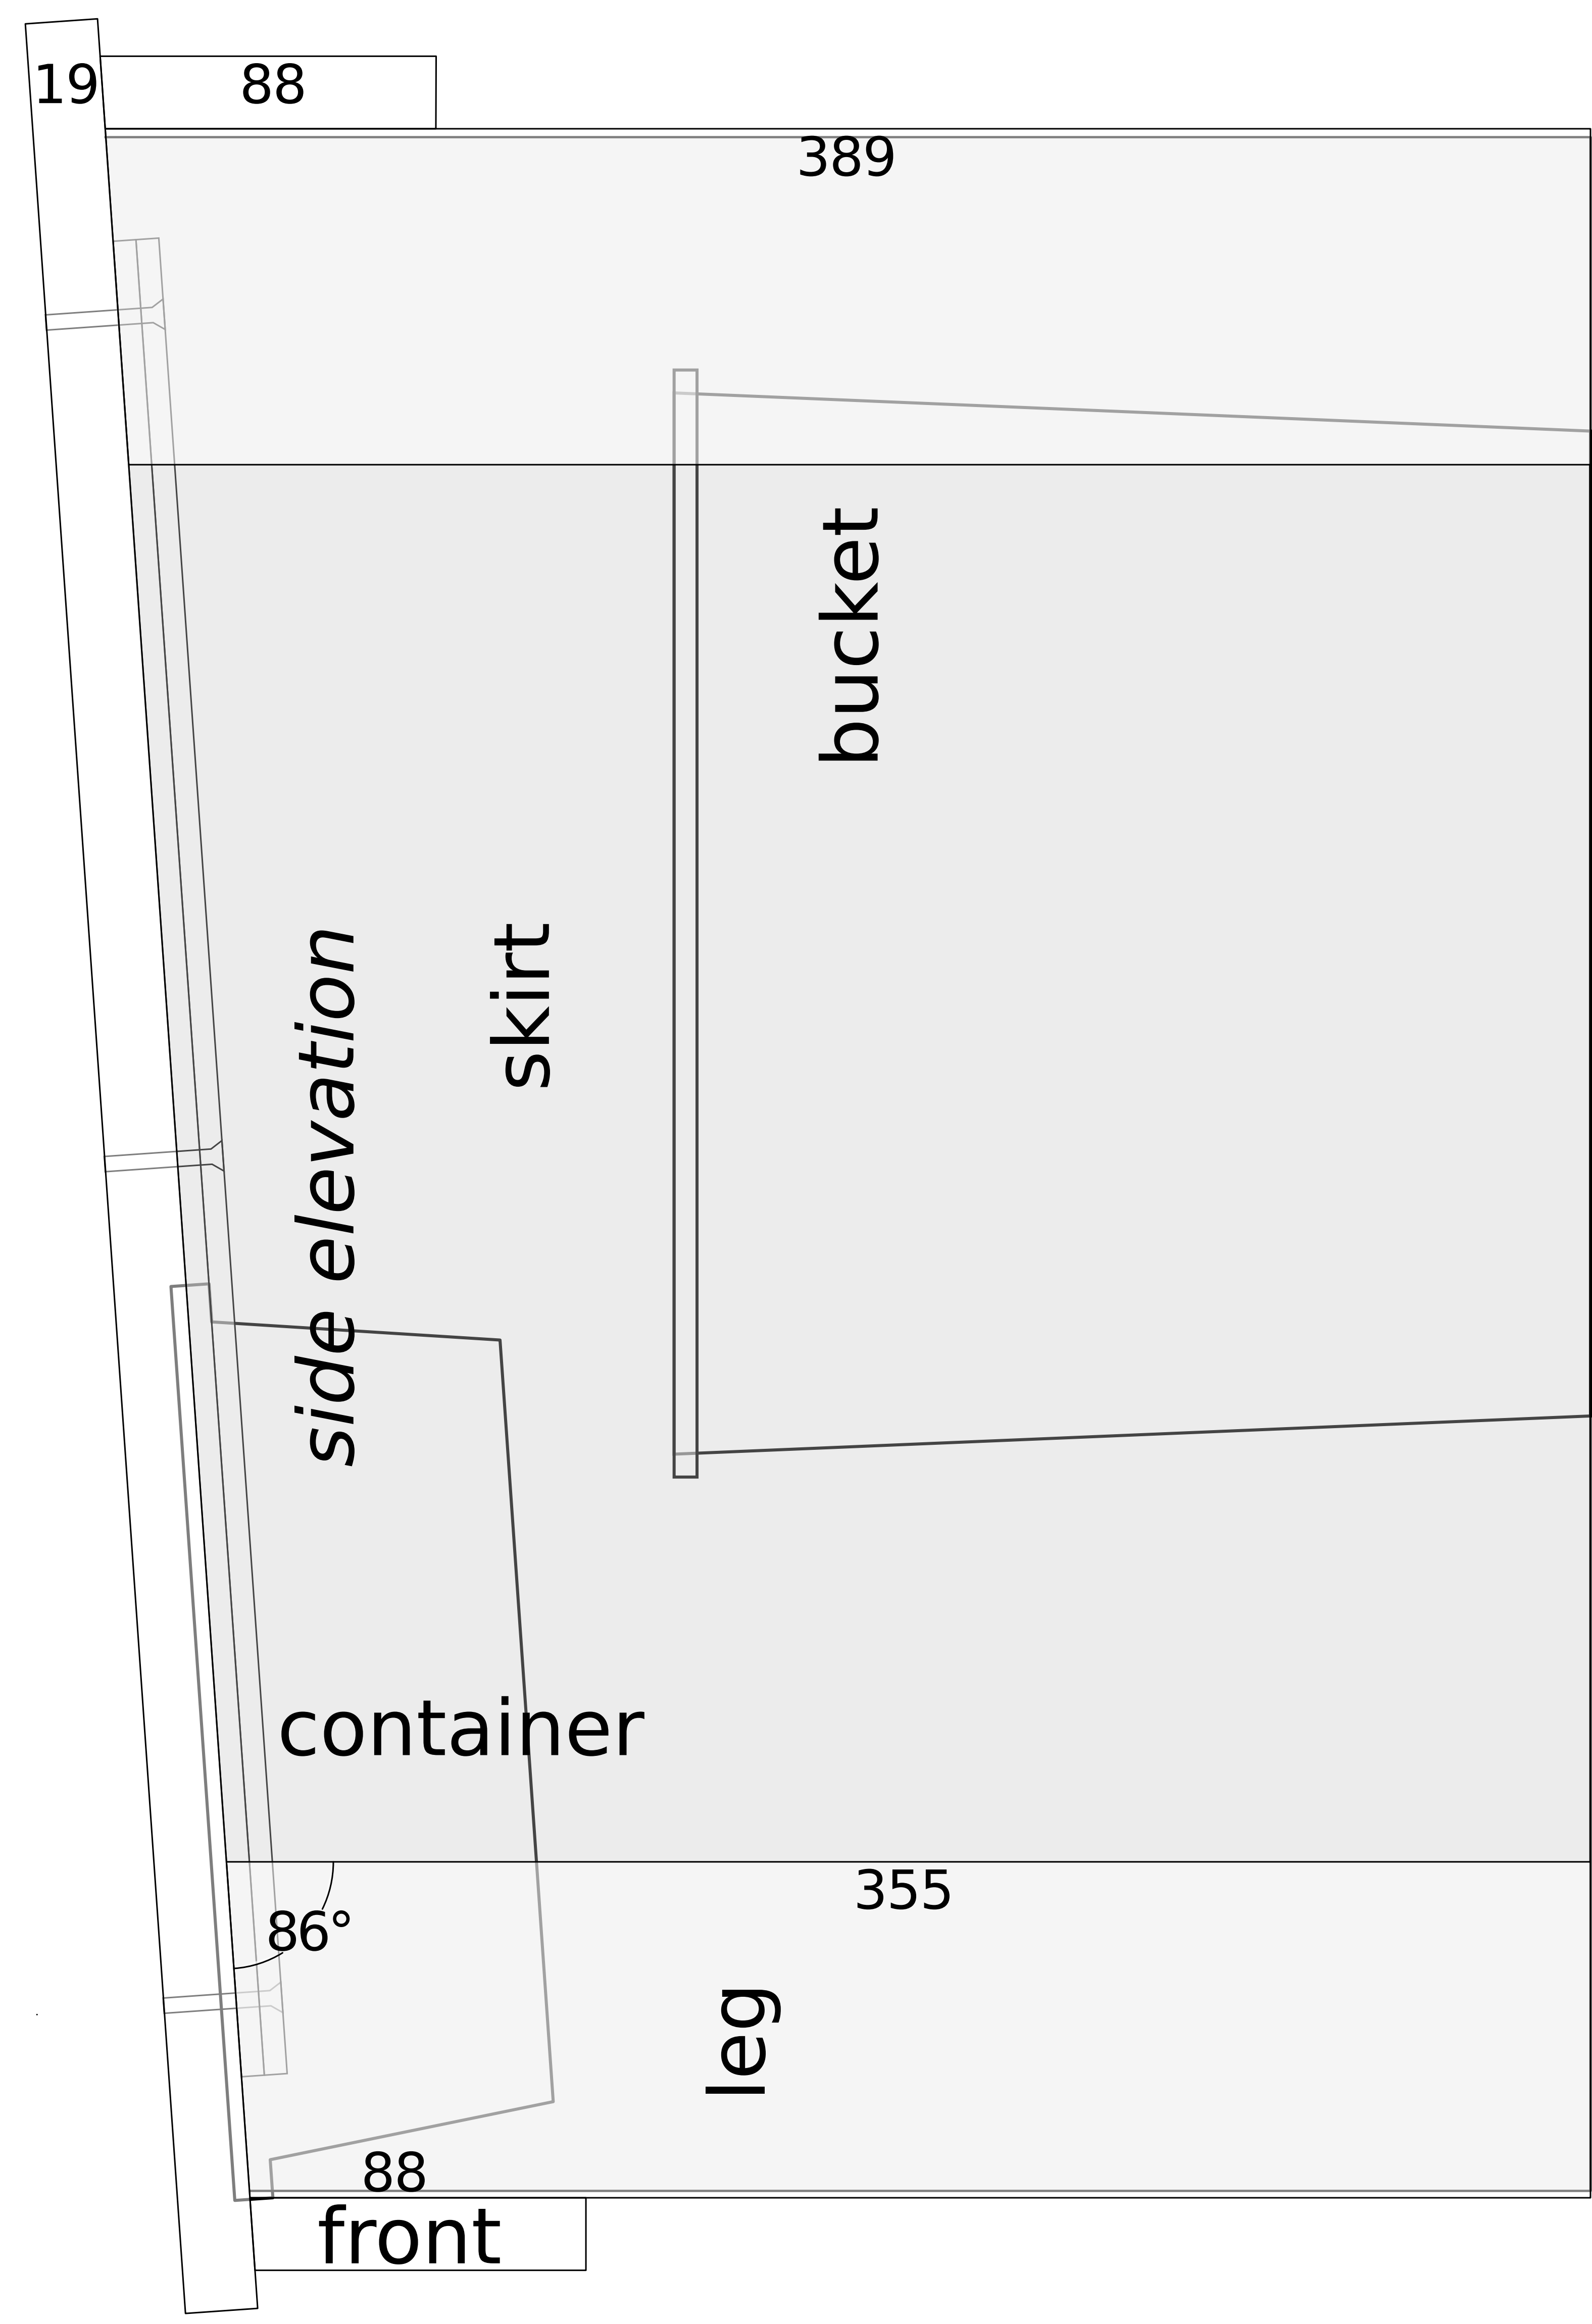 19
88
389
bucket
skirt
side elevation
container
355
86°
leg
88
front